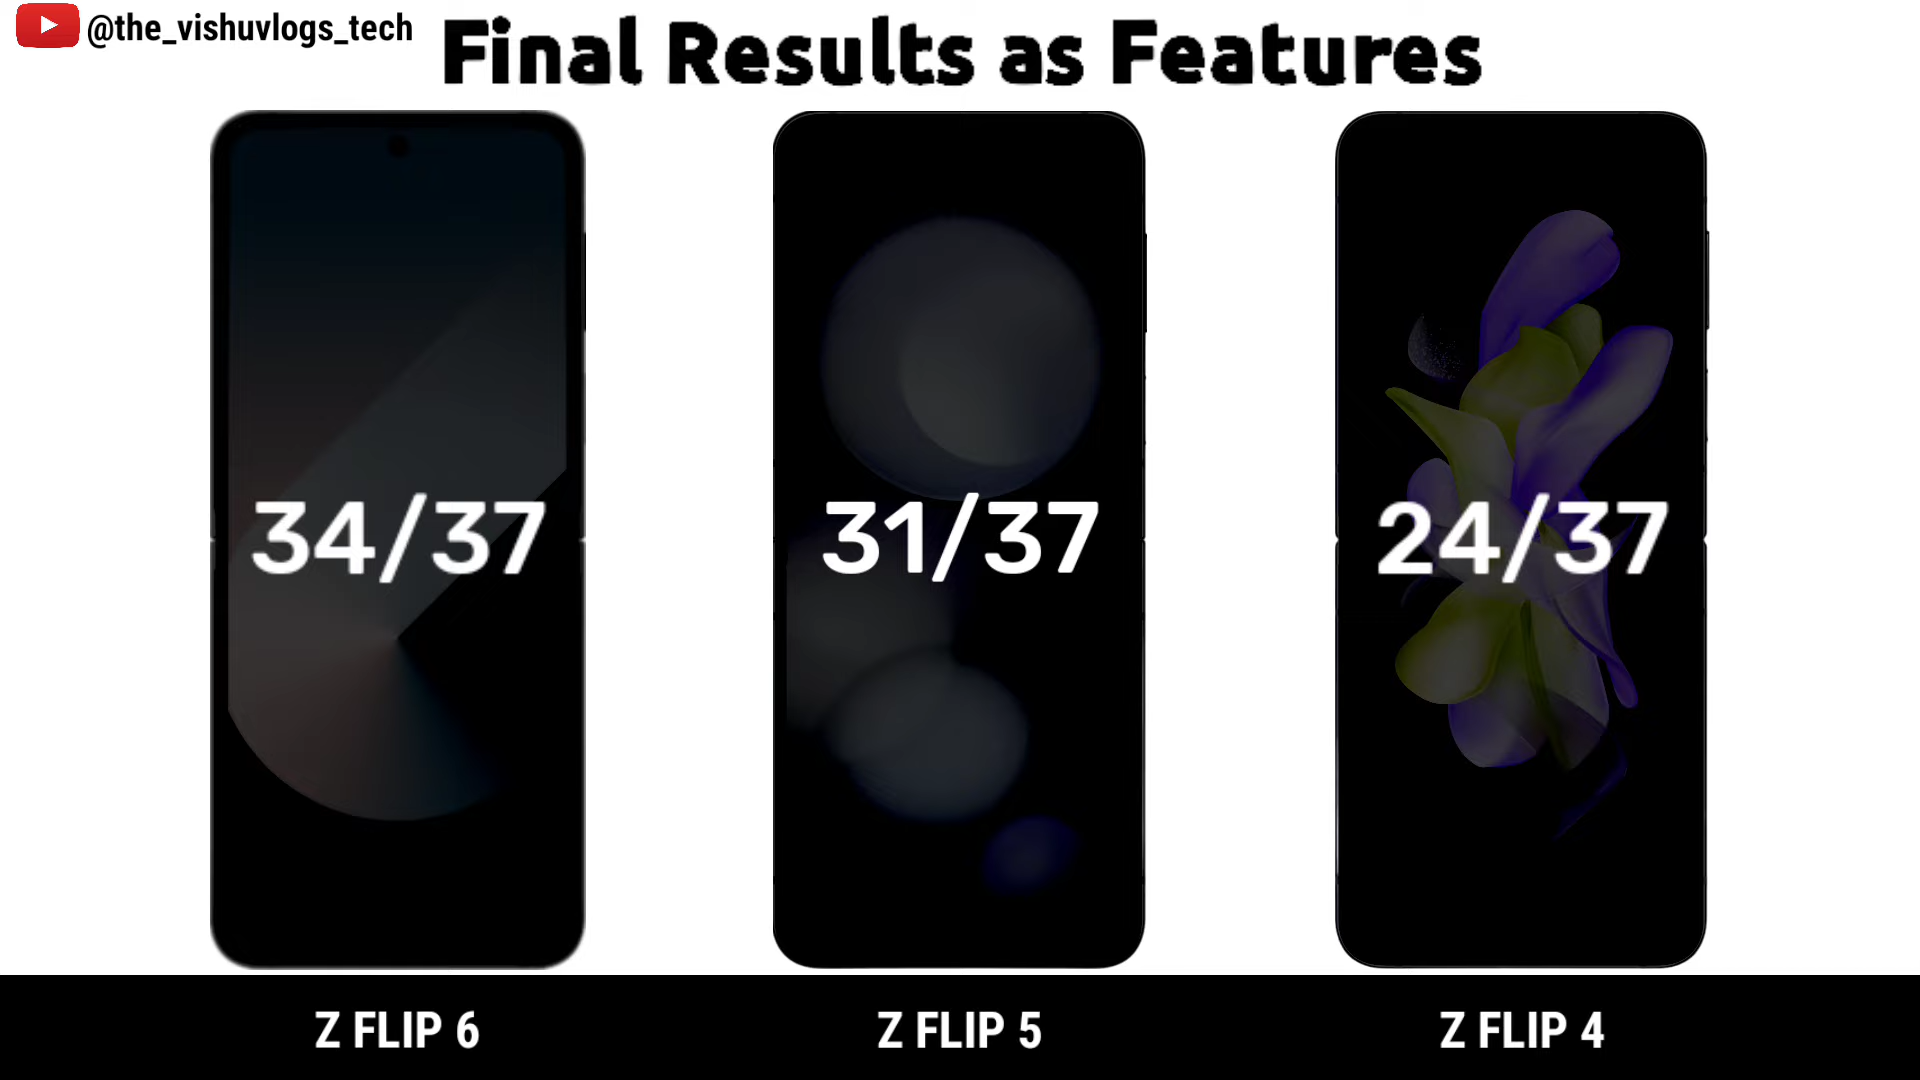 @the_vishuvlogs_tech
Final Results as Features
34/37
31/37
24/37
Z FLIP 6
Z FLIP 5
Z FLIP 4